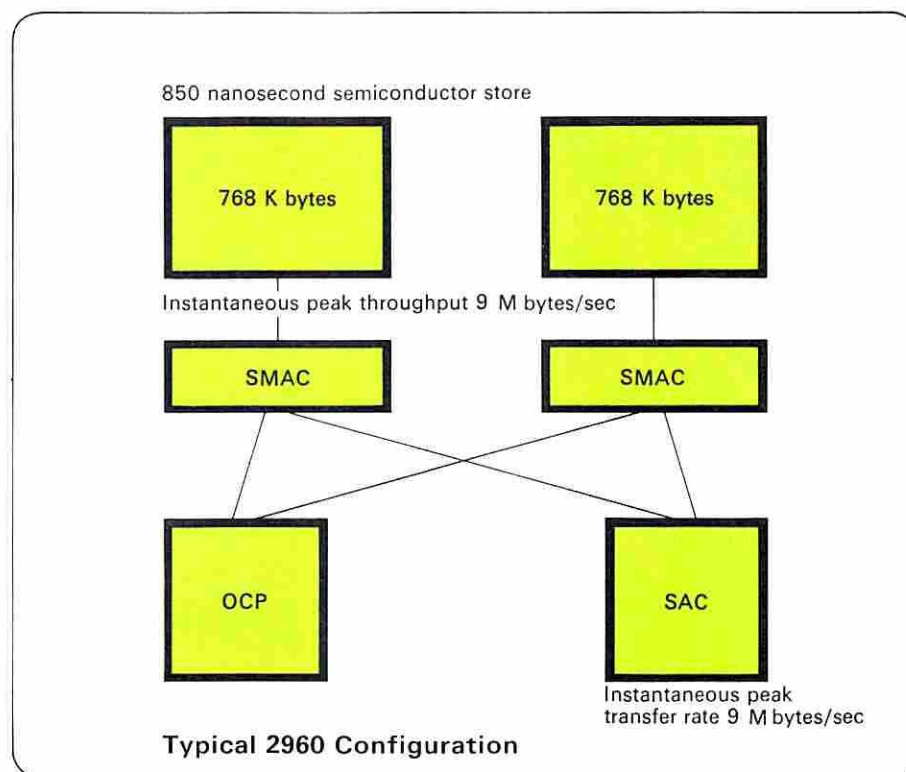 850 nanosecond semiconductor store
768 K bytes
768 K bytes
Instantaneous peak throughput 9 M bytes/sec
SMAC
SMAC
OCP
SAC
Instantaneous peak
transfer rate 9 M bytes/sec
Typical 2960 Configuration